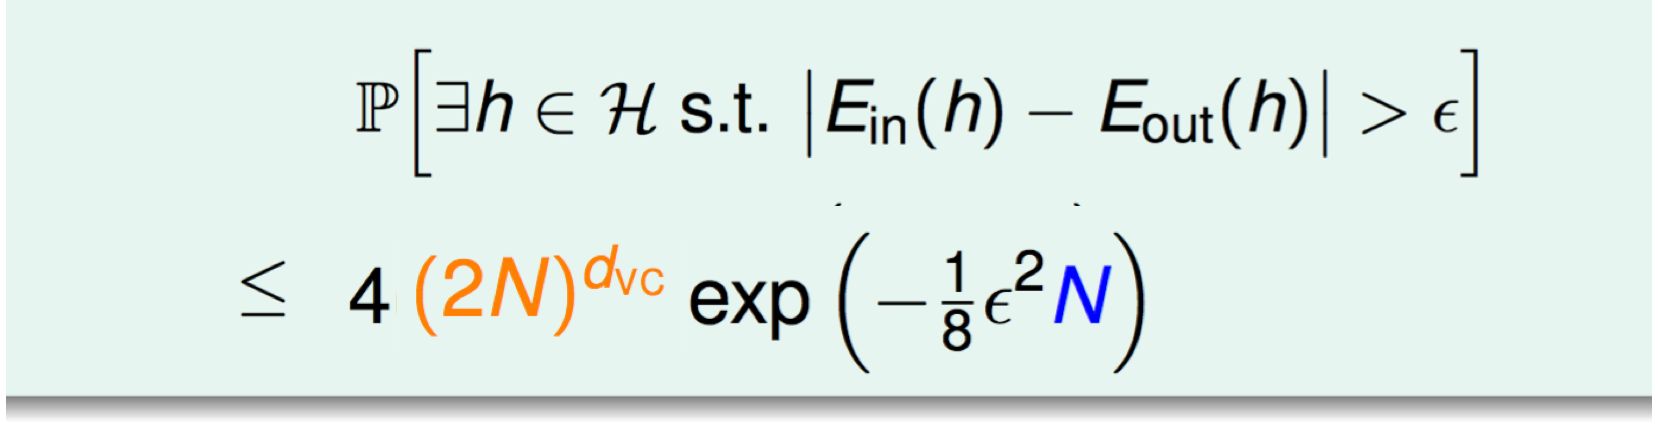 ℙ[∃h ∈ ℋ s.t. |E_in(h) − E_out(h)| > ϵ]
≤ 4 (2N)^{d_VC} exp(−1/8 ϵ²N)